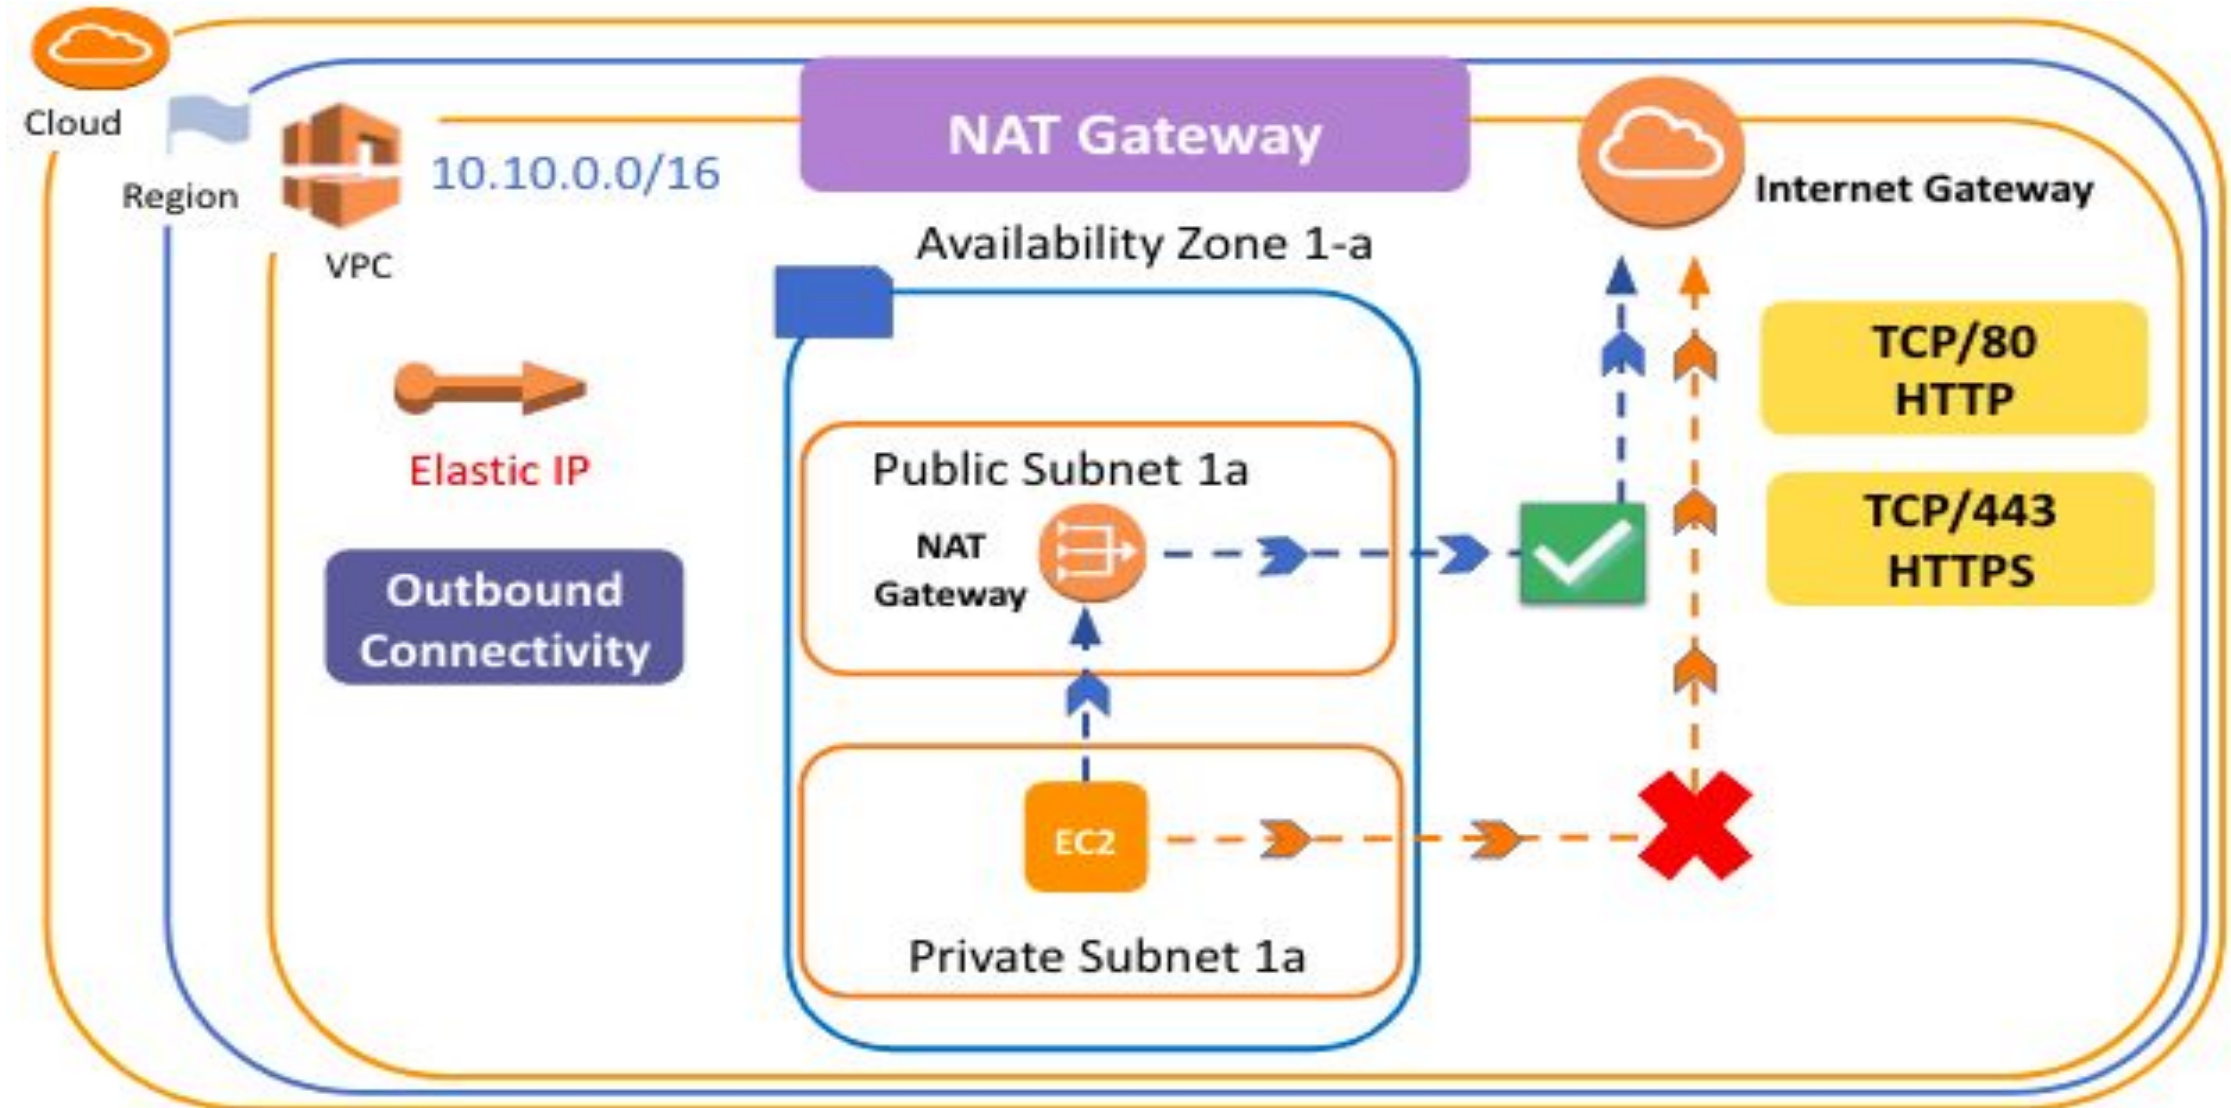 Cloud
Region
VPC
10.10.0.0/16
NAT Gateway
Internet Gateway
Availability Zone 1-a
Elastic IP
Outbound
Connectivity
Public Subnet 1a
NAT
Gateway
EC2
Private Subnet 1a
TCP/80
HTTP
TCP/443
HTTPS